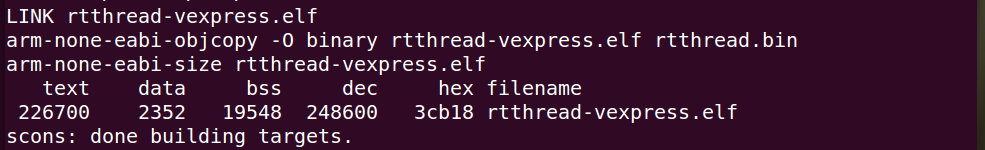 LINK rtthread-vexpress.elf
arm-none-eabi-objcopy -O binary rtthread-vexpress.elf rtthread.bin
arm-none-eabi-size rtthread-vexpress.elf
   text    data     bss     dec     hex filename
 226700    2352   19548  248600   3cb18 rtthread-vexpress.elf
scons: done building targets.